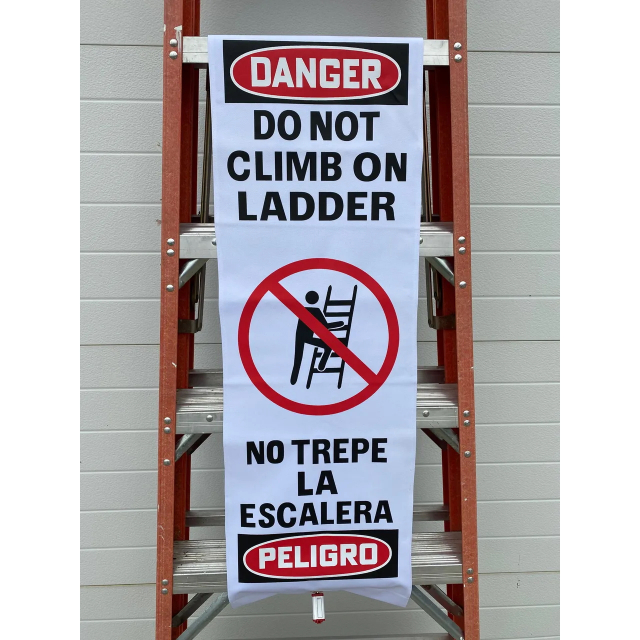 DANGER
DO NOT
CLIMB ON
LADDER
NO TREPE
LA
ESCALERA
PELIGRO